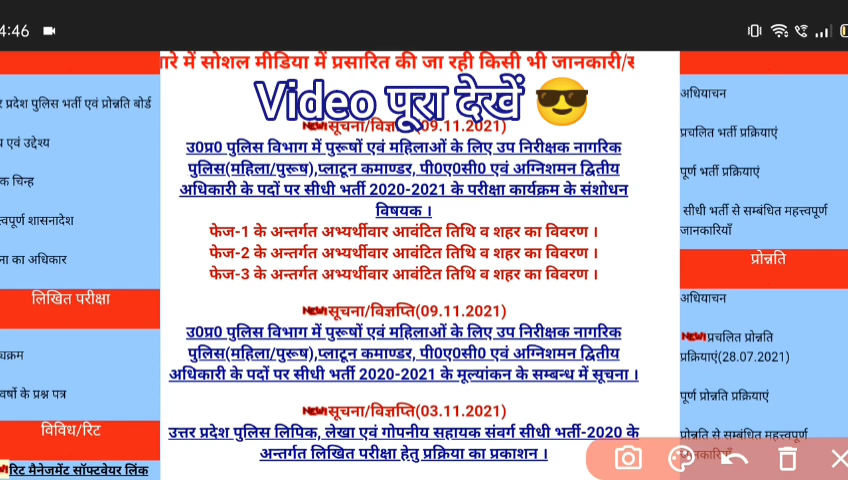 4:46
रे में सोशल मीडिया में प्रसारित की जा रही किसी भी जानकारी/
Video पूरा देखें
र प्रदेश पुलिस भर्ती एवं प्रोन्नति बोर्ड
एवं उद्देश्य
क चिन्ह
पूर्ण शासनादेश
ना का अधिकार
लिखित परीक्षा
क्रम
वर्षो के प्रश्न पत्र
विविध/रिट
रिट मैनेजमेंट सॉफ्टवेयर लिंक
NEW सूचना/विज्ञ 09.11.2021)
उ0प्र0 पुलिस विभाग में पुरूषों एवं महिलाओं के लिए उप निरीक्षक नागरिक
पुलिस(महिला/पुरूष),प्लाटून कमाण्डर, पी0ए0सी0 एवं अग्निशमन द्वितीय
अधिकारी के पदों पर सीधी भर्ती 2020-2021 के परीक्षा कार्यक्रम के संशोधन
विषयक ।
फेज-1 के अन्तर्गत अभ्यर्थीवार आवंटित तिथि व शहर का विवरण ।
फेज-2 के अन्तर्गत अभ्यर्थीवार आवंटित तिथि व शहर का विवरण ।
फेज-3 के अन्तर्गत अभ्यर्थीवार आवंटित तिथि व शहर का विवरण ।
NEW सूचना/विज्ञप्ति(09.11.2021)
उ0प्र0 पुलिस विभाग में पुरूषों एवं महिलाओं के लिए उप निरीक्षक नागरिक
पुलिस(महिला/पुरूष),प्लाटून कमाण्डर, पी0ए0सी0 एवं अग्निशमन द्वितीय
अधिकारी के पदों पर सीधी भर्ती 2020-2021 के मूल्यांकन के सम्बन्ध में सूचना ।
NEW सूचना/विज्ञप्ति(03.11.2021)
उत्तर प्रदेश पुलिस लिपिक, लेखा एवं गोपनीय सहायक संवर्ग सीधी भर्ती-2020 के
अन्तर्गत लिखित परीक्षा हेतु प्रक्रिया का प्रकाशन ।
अधियाचन
प्रचलित भर्ती प्रक्रियाएं
पूर्ण भर्ती प्रक्रियाएं
सीधी भर्ती से सम्बंधित महत्त्वपूर्ण
जानकारियाँ
प्रोन्नति
अधियाचन
NEW प्रचलित प्रोन्नति
प्रक्रियाएं(28.07.2021)
पूर्ण प्रोन्नति प्रक्रियाएं
प्रोन्नति से सम्बंधित महत्त्वपूर्ण